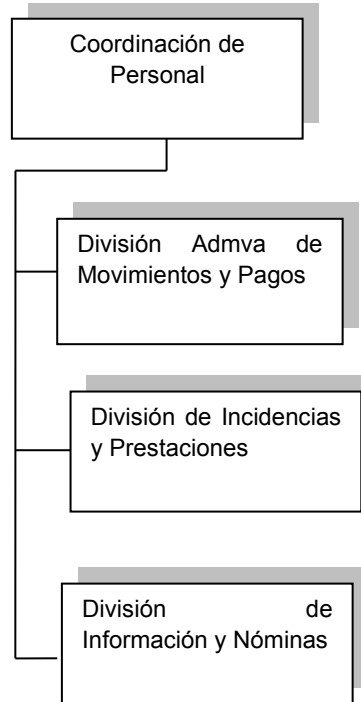 Coordinación de
Personal
División Admva de
Movimientos y Pagos
División de Incidencias
y Prestaciones
División de
Información y Nóminas